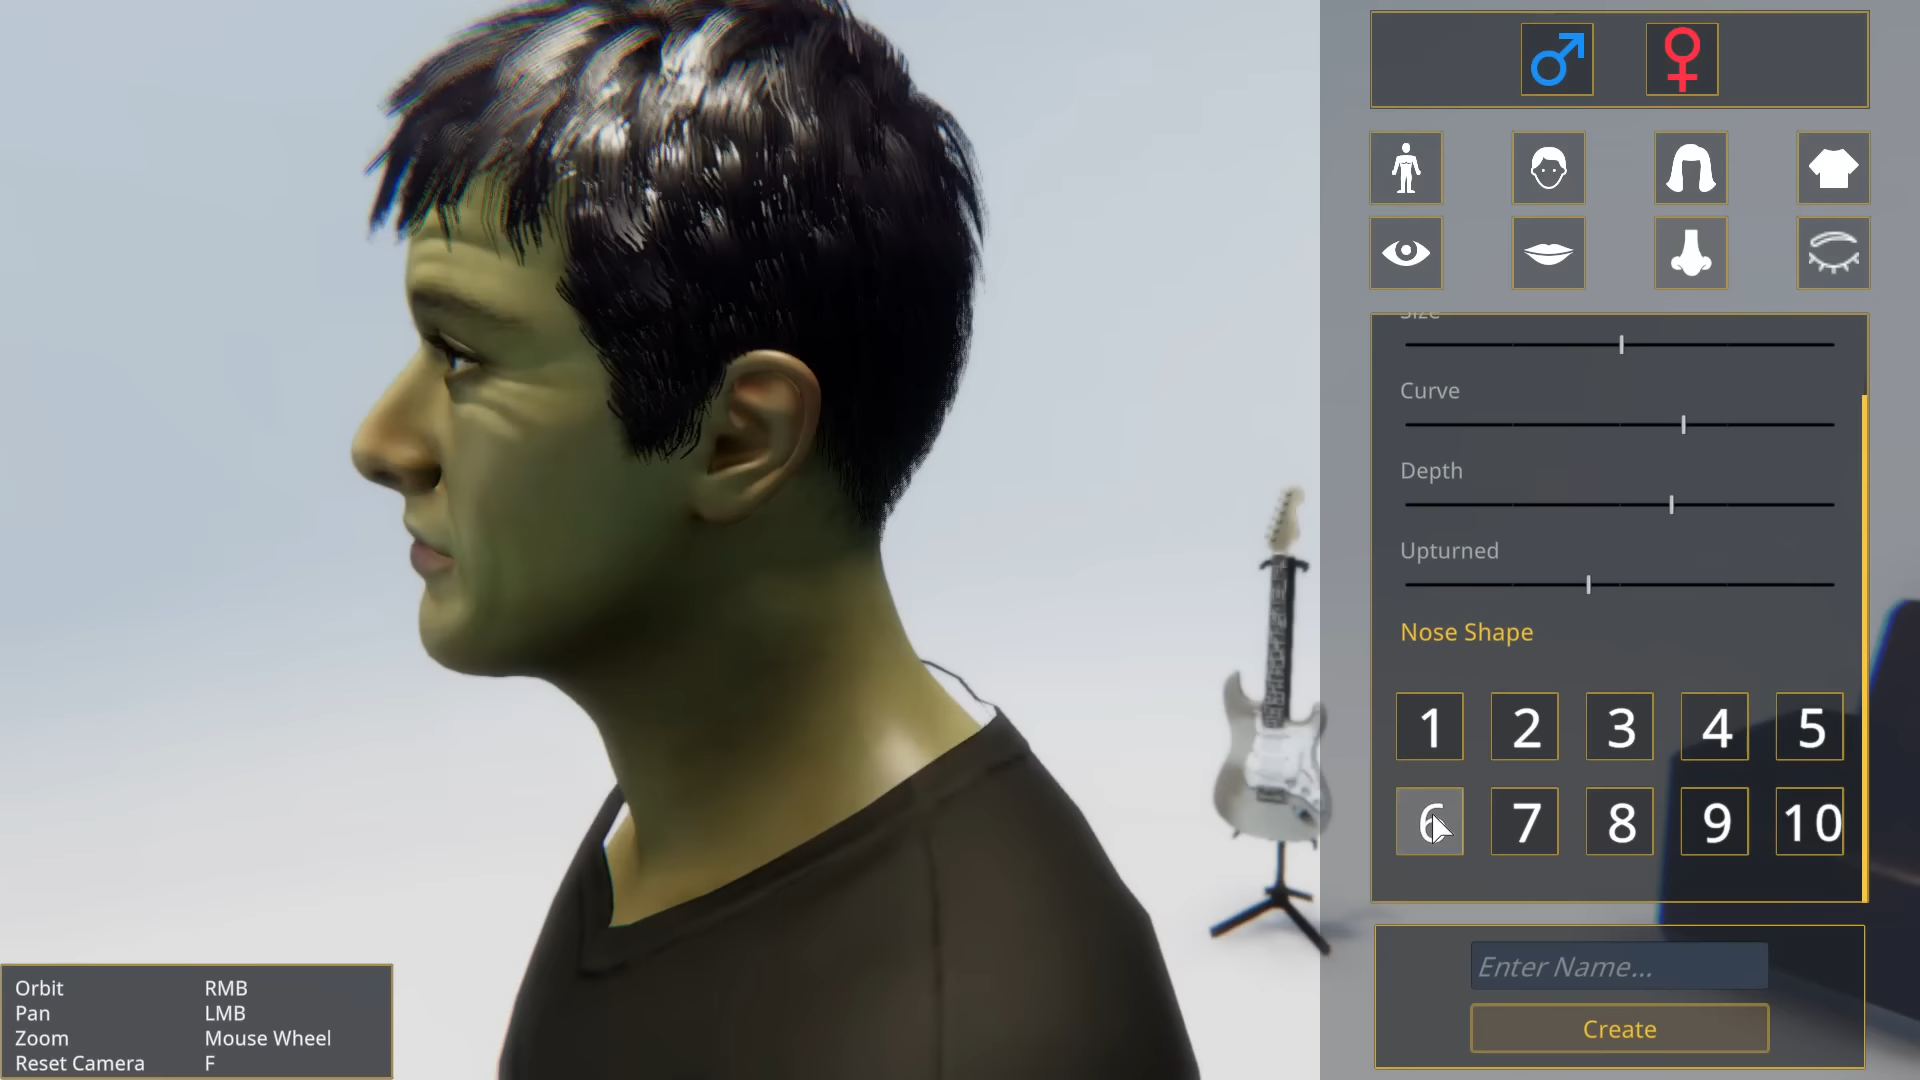 Size
Curve
Depth
Upturned
Nose Shape
1 2 3 4 5
6 7 8 9 10
Enter Name...
Create
Orbit RMB
Pan LMB
Zoom Mouse Wheel
Reset Camera F